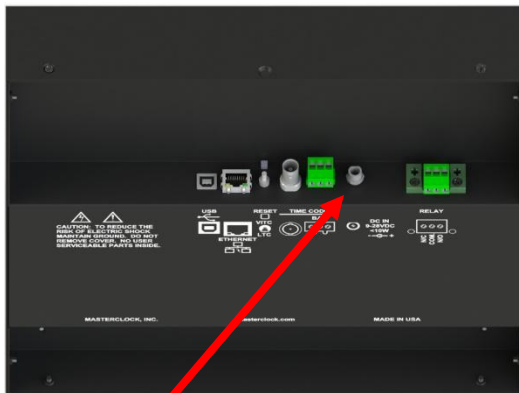 USB
RESET
TIME CODE
VITC
LTC
ETHERNET
DC IN
9-28VDC
<10W
RELAY
N/C
COM
N/O
CAUTION: TO REDUCE THE
RISK OF ELECTRIC SHOCK
MAINTAIN GROUND. DO NOT
REMOVE COVER. NO USER
SERVICEABLE PARTS INSIDE.
MASTERCLOCK, INC.
masterclock.com
MADE IN USA